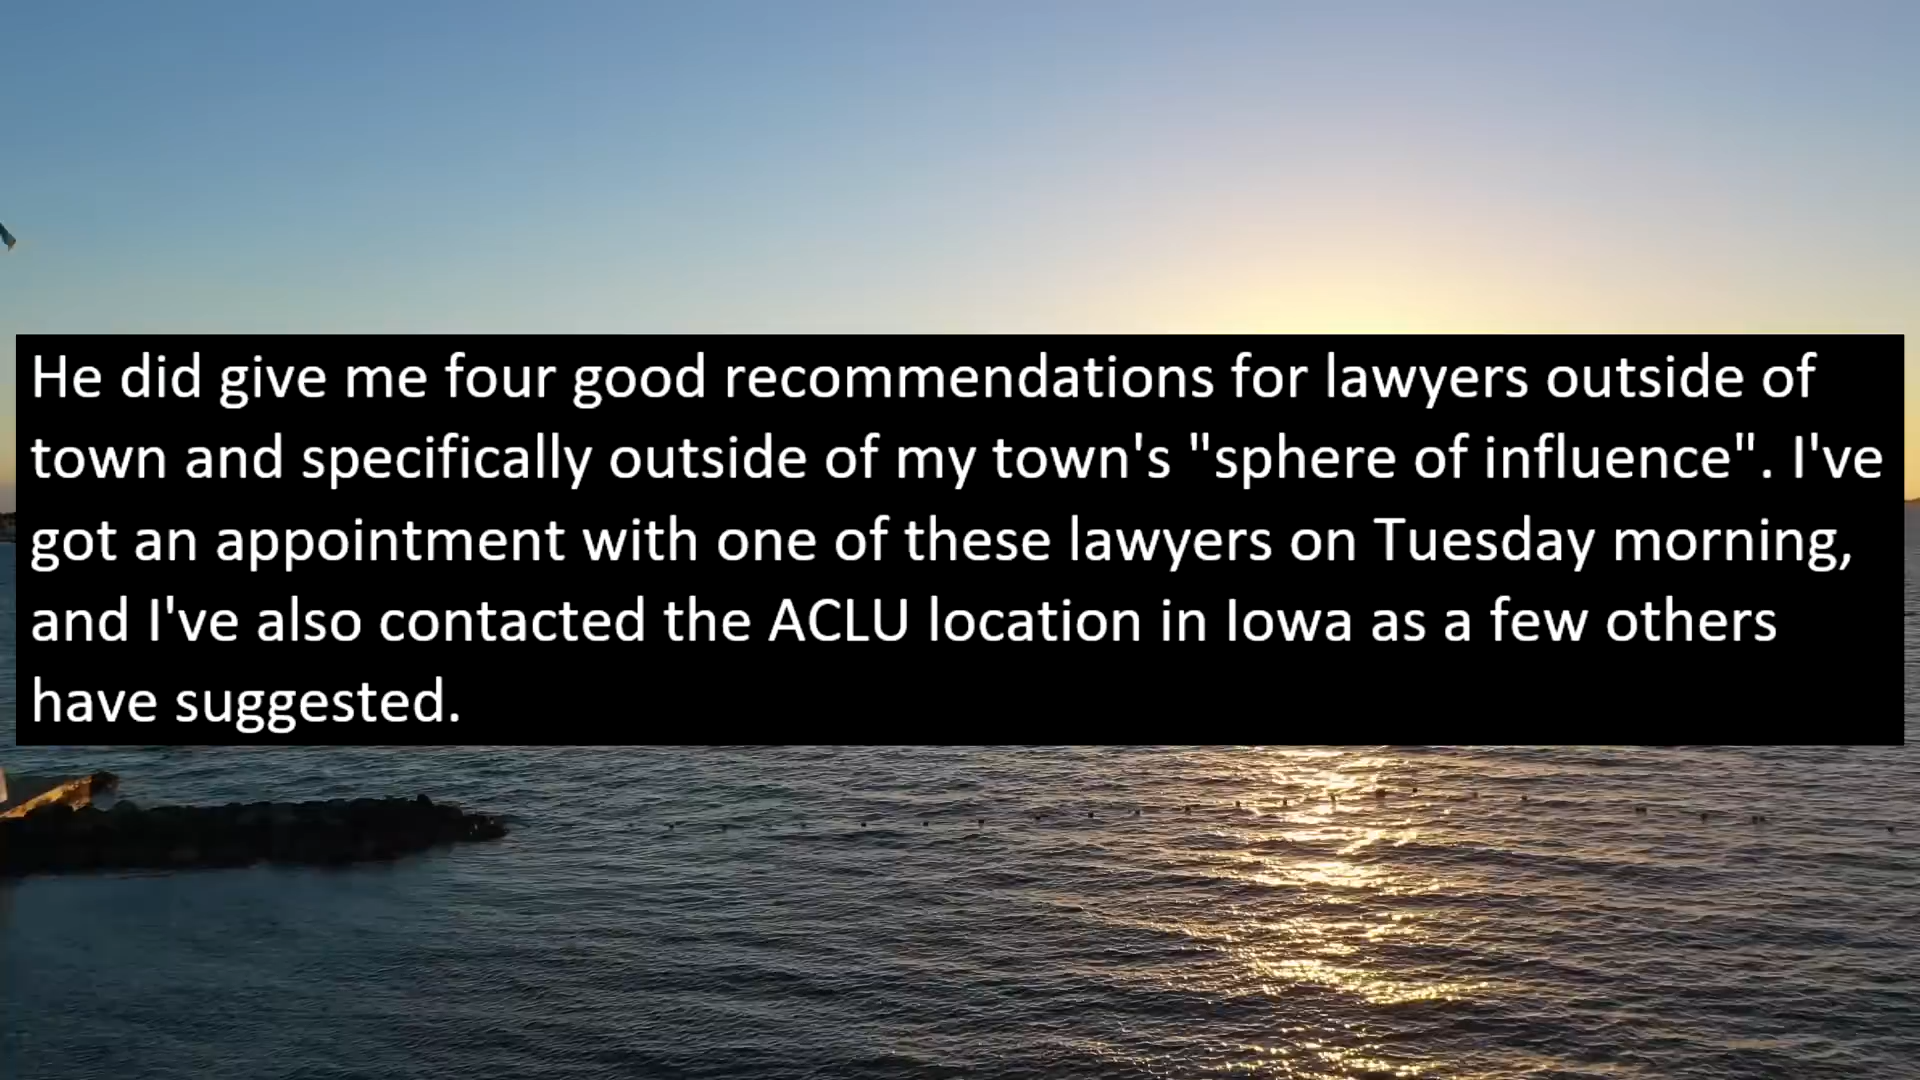 He did give me four good recommendations for lawyers outside of
town and specifically outside of my town's "sphere of influence". I've
got an appointment with one of these lawyers on Tuesday morning,
and I've also contacted the ACLU location in Iowa as a few others
have suggested.